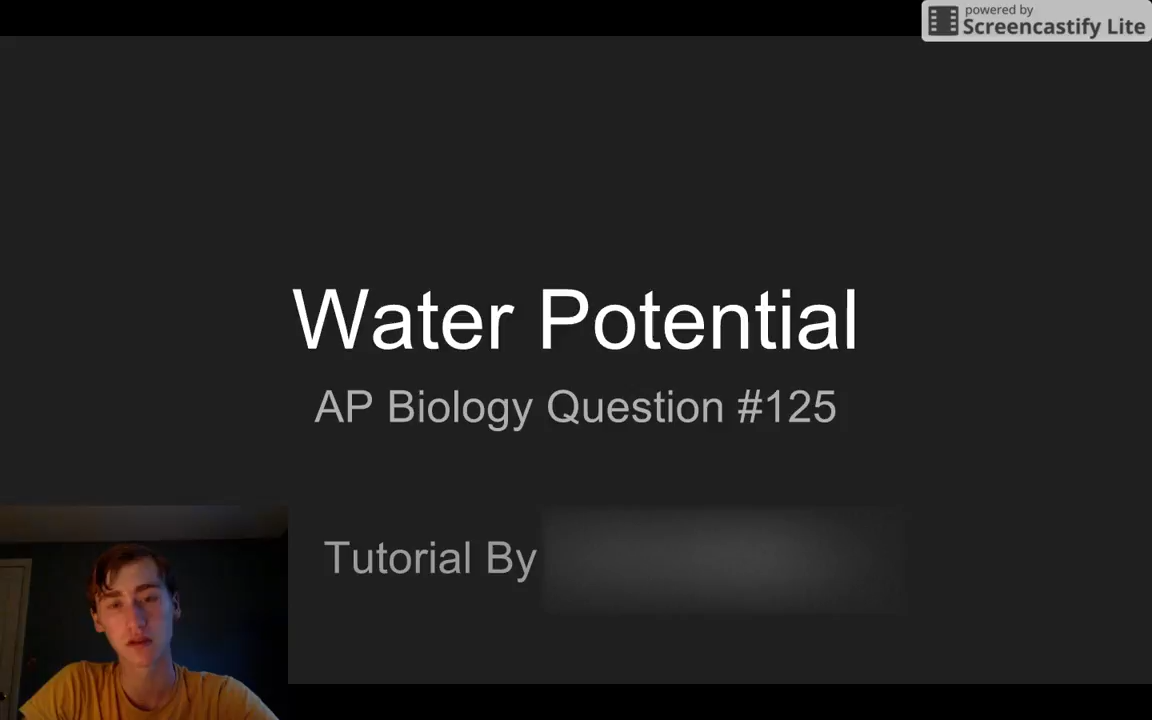 powered by
Screencastify Lite
Water Potential
AP Biology Question #125
Tutorial By